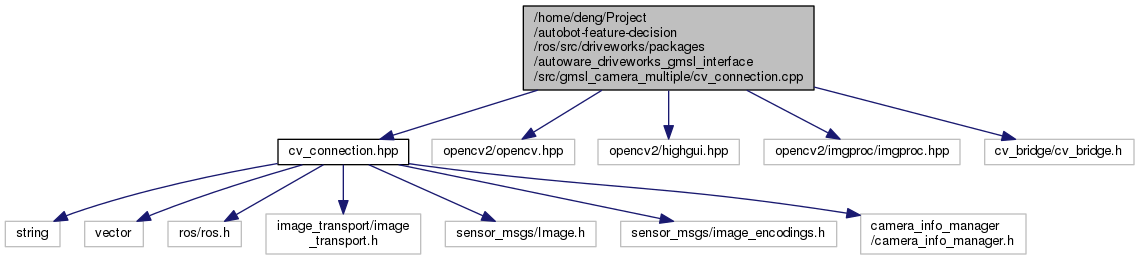 /home/deng/Project
/autobot-feature-decision
/ros/src/driveworks/packages
/autoware_driveworks_gmsl_interface
/src/gmsl_camera_multiple/cv_connection.cpp
cv_connection.hpp
opencv2/opencv.hpp
opencv2/highgui.hpp
opencv2/imgproc/imgproc.hpp
cv_bridge/cv_bridge.h
string
vector
ros/ros.h
image_transport/image
_transport.h
sensor_msgs/Image.h
sensor_msgs/image_encodings.h
camera_info_manager
/camera_info_manager.h